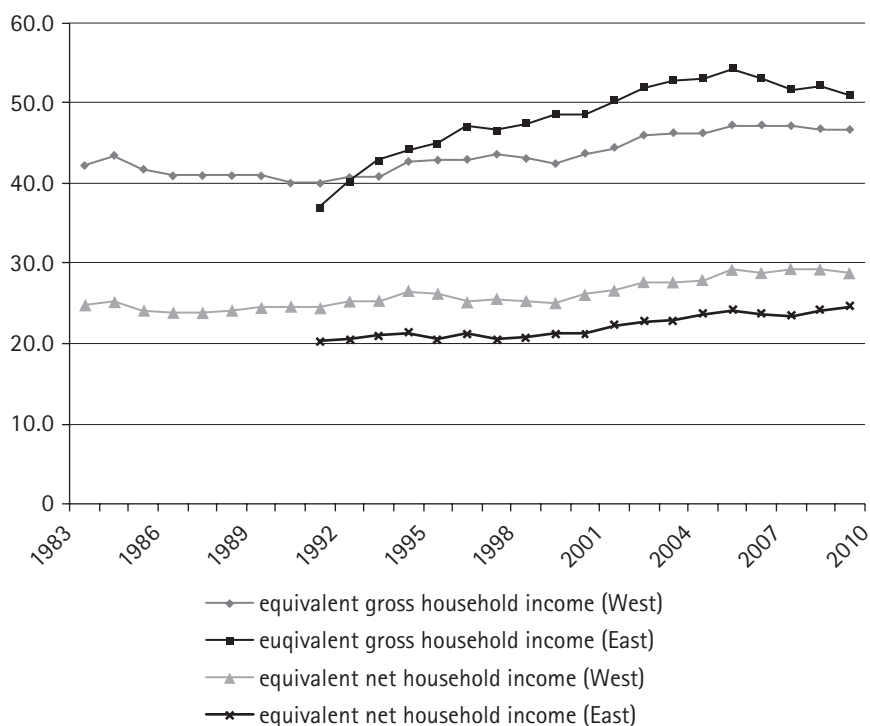 60.0
50.0
40.0
30.0
20.0
10.0
0
1983 1986 1989 1992 1995 1998 2001 2004 2007 2010
equivalent gross household income (West)
euqivalent gross household income (East)
equivalent net household income (West)
equivalent net household income (East)